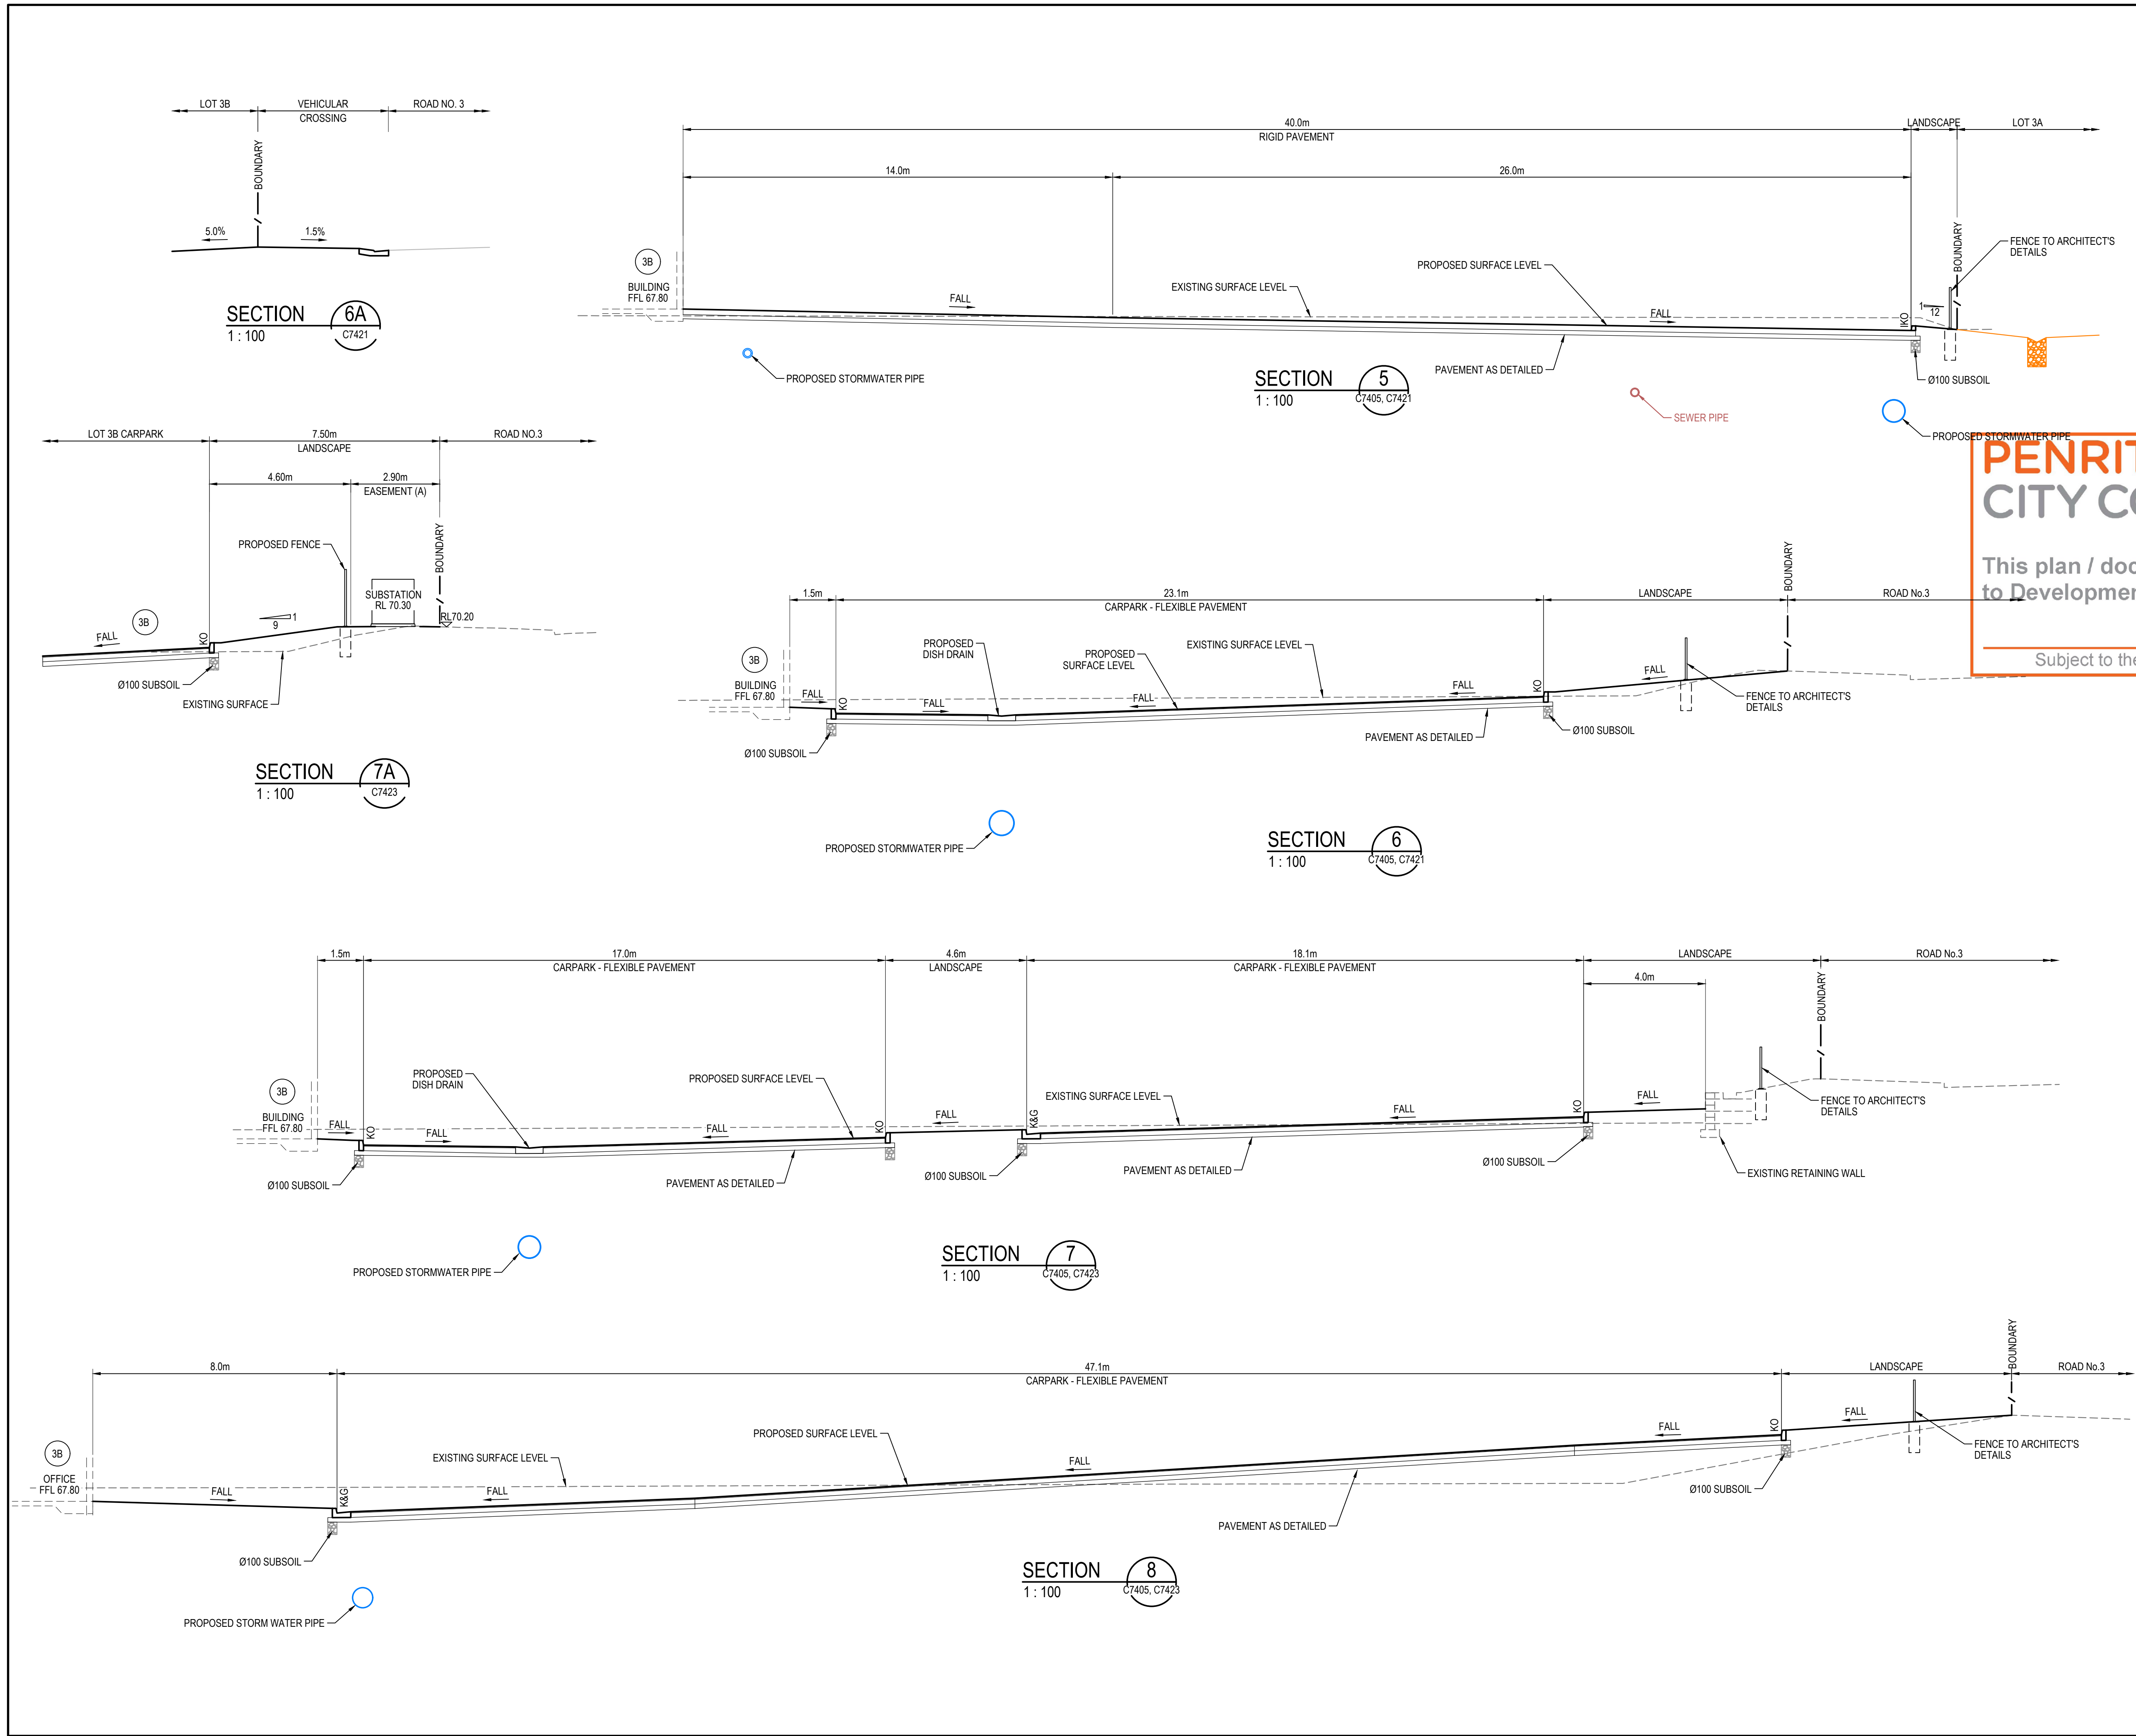 LOT 3B
VEHICULAR
CROSSING
ROAD NO. 3
BOUNDARY
5.0%
1.5%
SECTION
6A
1 : 100
C7421
40.0m
RIGID PAVEMENT
LANDSCAPE
LOT 3A
14.0m
26.0m
BOUNDARY
FENCE TO ARCHITECT'S
DETAILS
3B
BUILDING
FFL 67.80
PROPOSED SURFACE LEVEL
EXISTING SURFACE LEVEL
FALL
FALL
IKO
1
12
PROPOSED STORMWATER PIPE
PAVEMENT AS DETAILED
Ø100 SUBSOIL
SECTION
5
1 : 100
C7405, C7421
SEWER PIPE
PROPOSED STORMWATER PIPE
LOT 3B CARPARK
7.50m
LANDSCAPE
ROAD NO.3
4.60m
2.90m
EASEMENT (A)
BOUNDARY
PROPOSED FENCE
SUBSTATION
RL 70.30
RL70.20
3B
1
9
FALL
KO
Ø100 SUBSOIL
EXISTING SURFACE
SECTION
7A
1 : 100
C7423
PENRIT
CITY CO
This plan / doc
to Developmen
Subject to the
1.5m
23.1m
CARPARK - FLEXIBLE PAVEMENT
LANDSCAPE
BOUNDARY
ROAD No.3
3B
BUILDING
FFL 67.80
PROPOSED
DISH DRAIN
PROPOSED
SURFACE LEVEL
EXISTING SURFACE LEVEL
FALL
KO
FALL
FALL
FALL
KO
FALL
FENCE TO ARCHITECT'S
DETAILS
Ø100 SUBSOIL
PAVEMENT AS DETAILED
Ø100 SUBSOIL
PROPOSED STORMWATER PIPE
SECTION
6
1 : 100
C7405, C7421
1.5m
17.0m
CARPARK - FLEXIBLE PAVEMENT
4.6m
LANDSCAPE
18.1m
CARPARK - FLEXIBLE PAVEMENT
LANDSCAPE
ROAD No.3
4.0m
BOUNDARY
3B
BUILDING
FFL 67.80
PROPOSED
DISH DRAIN
PROPOSED SURFACE LEVEL
EXISTING SURFACE LEVEL
FALL
KO
FALL
FALL
KO
FALL
K&G
FALL
KO
FALL
FENCE TO ARCHITECT'S
DETAILS
Ø100 SUBSOIL
PAVEMENT AS DETAILED
Ø100 SUBSOIL
PAVEMENT AS DETAILED
Ø100 SUBSOIL
EXISTING RETAINING WALL
PROPOSED STORMWATER PIPE
SECTION
7
1 : 100
C7405, C7423
8.0m
47.1m
CARPARK - FLEXIBLE PAVEMENT
LANDSCAPE
BOUNDARY
ROAD No.3
3B
OFFICE
FFL 67.80
EXISTING SURFACE LEVEL
PROPOSED SURFACE LEVEL
FALL
K&G
FALL
FALL
FALL
KO
FALL
FENCE TO ARCHITECT'S
DETAILS
Ø100 SUBSOIL
PAVEMENT AS DETAILED
Ø100 SUBSOIL
PROPOSED STORM WATER PIPE
SECTION
8
1 : 100
C7405, C7423